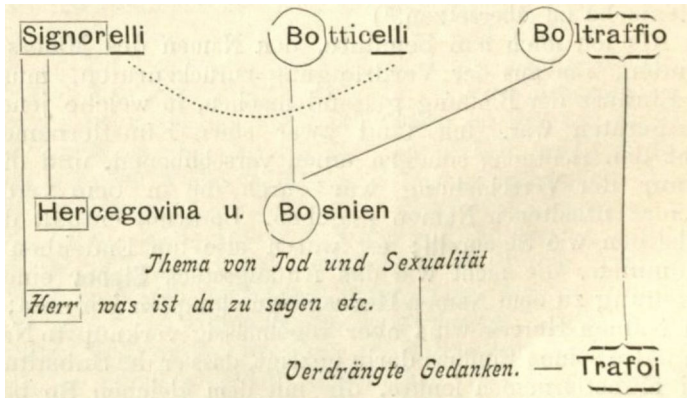 Signorelli Botticelli Boltraffio
Hercegovina u. Bosnien
Thema von Tod und Sexualität
Herr was ist da zu sagen etc.
Verdrängte Gedanken. — Trafoi